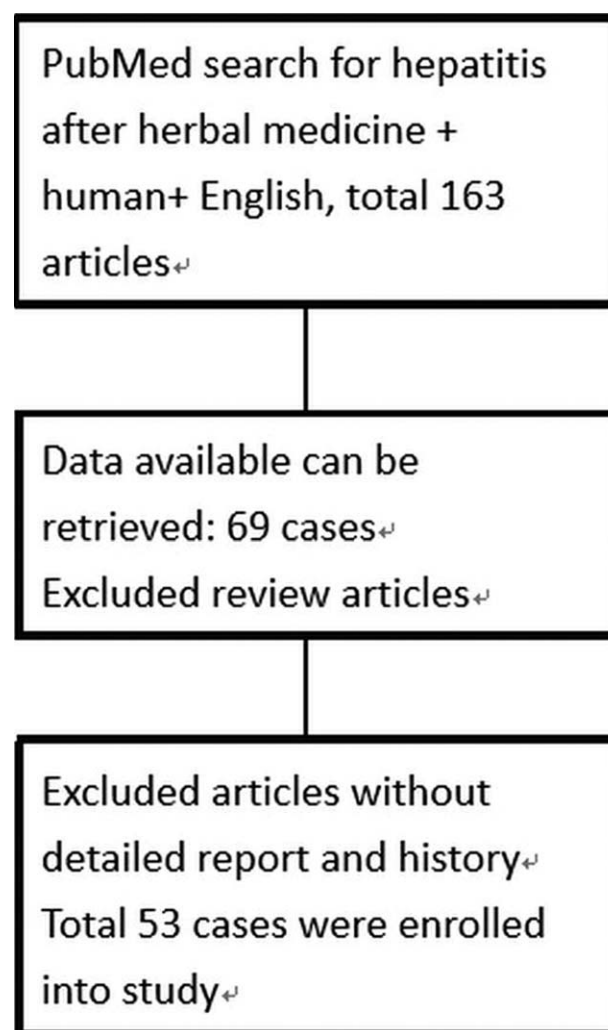 PubMed search for hepatitis
after herbal medicine +
human+ English, total 163
articles↵
Data available can be
retrieved: 69 cases↵
Excluded review articles↵
Excluded articles without
detailed report and history↵
Total 53 cases were enrolled
into study↵